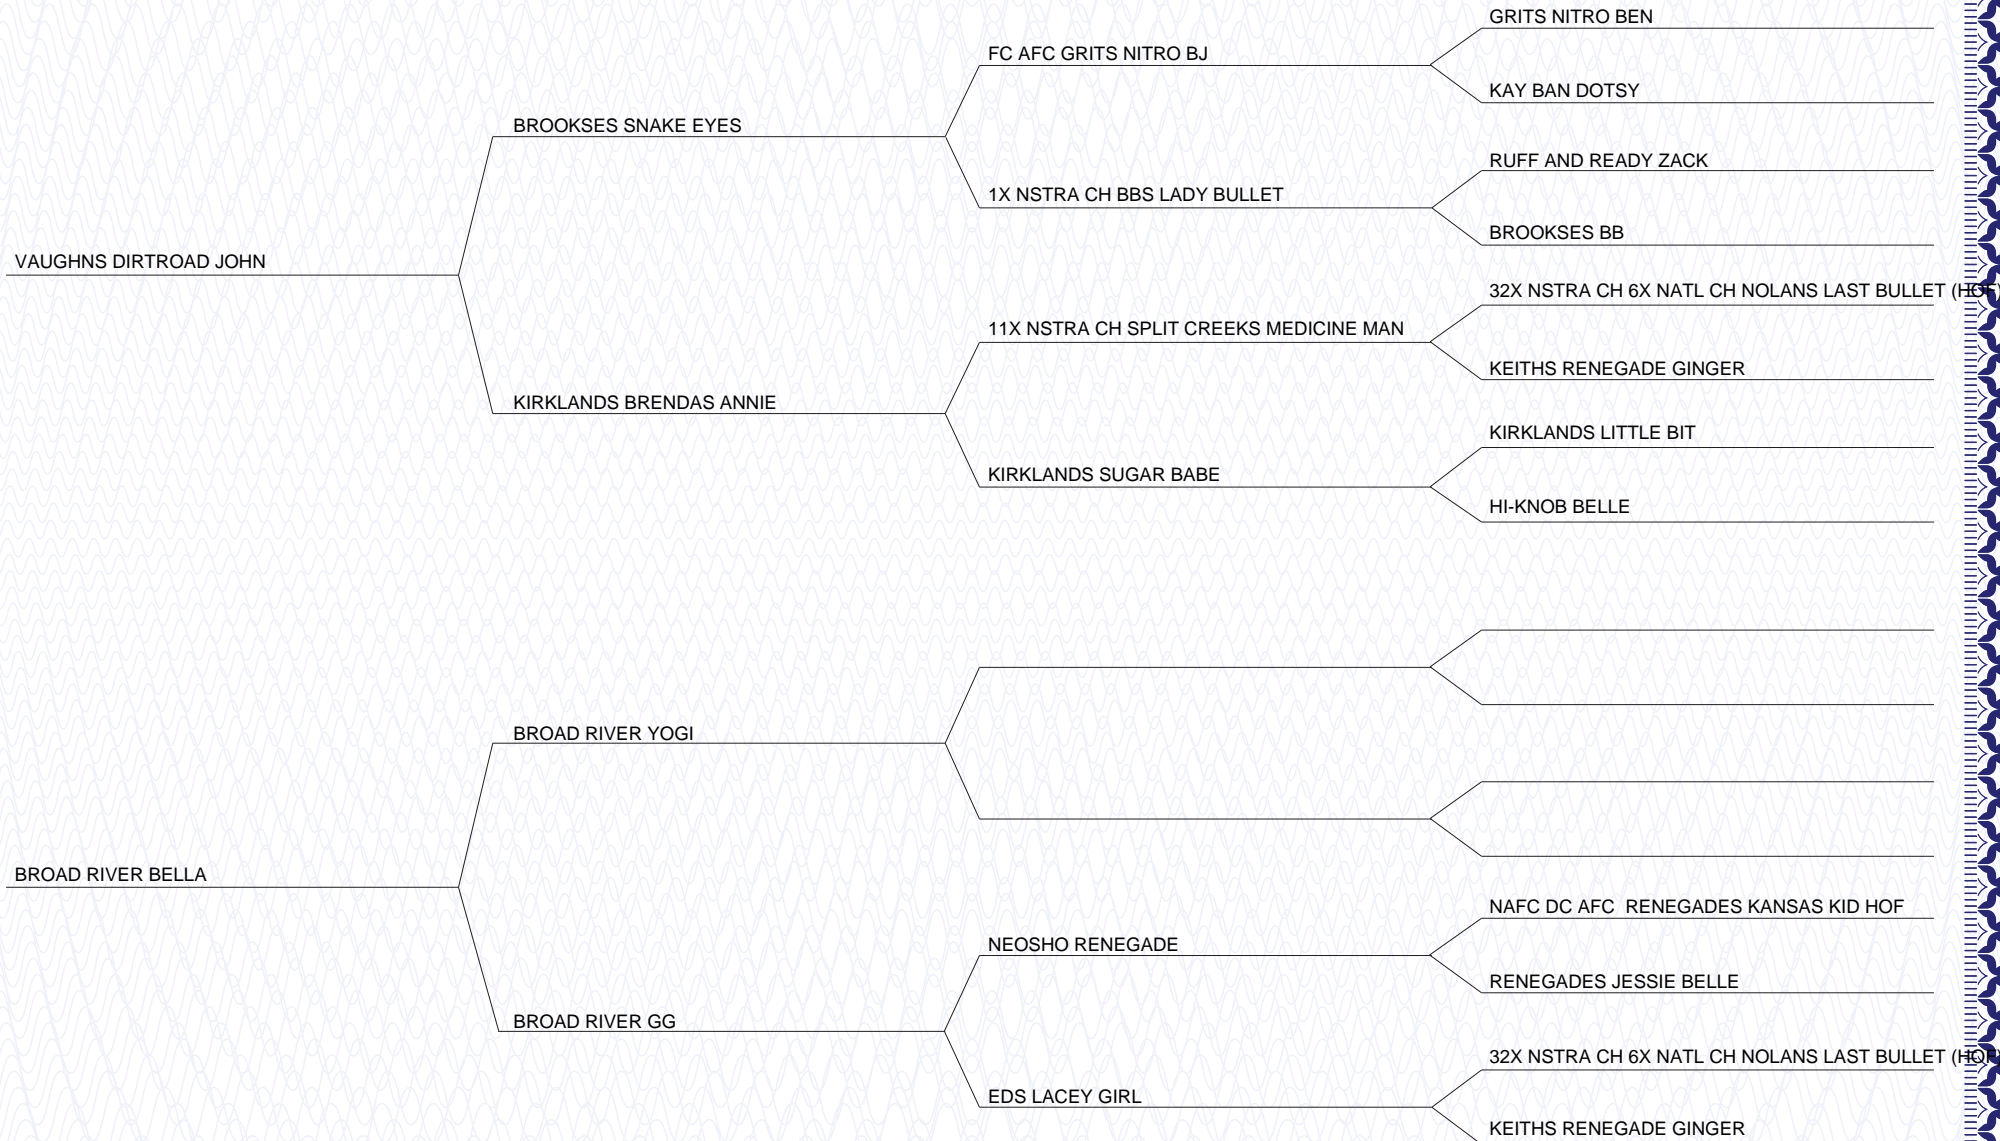 GRITS NITRO BEN
FC AFC GRITS NITRO BJ
KAY BAN DOTSY
BROOKSES SNAKE EYES
RUFF AND READY ZACK
1X NSTRA CH BBS LADY BULLET
BROOKSES BB
VAUGHNS DIRTROAD JOHN
32X NSTRA CH 6X NATL CH NOLANS LAST BULLET (HOF)
11X NSTRA CH SPLIT CREEKS MEDICINE MAN
KEITHS RENEGADE GINGER
KIRKLANDS BRENDAS ANNIE
KIRKLANDS LITTLE BIT
KIRKLANDS SUGAR BABE
HI-KNOB BELLE
BROAD RIVER YOGI
BROAD RIVER BELLA
NAFC DC AFC  RENEGADES KANSAS KID HOF
NEOSHO RENEGADE
RENEGADES JESSIE BELLE
BROAD RIVER GG
32X NSTRA CH 6X NATL CH NOLANS LAST BULLET (HOF)
EDS LACEY GIRL
KEITHS RENEGADE GINGER